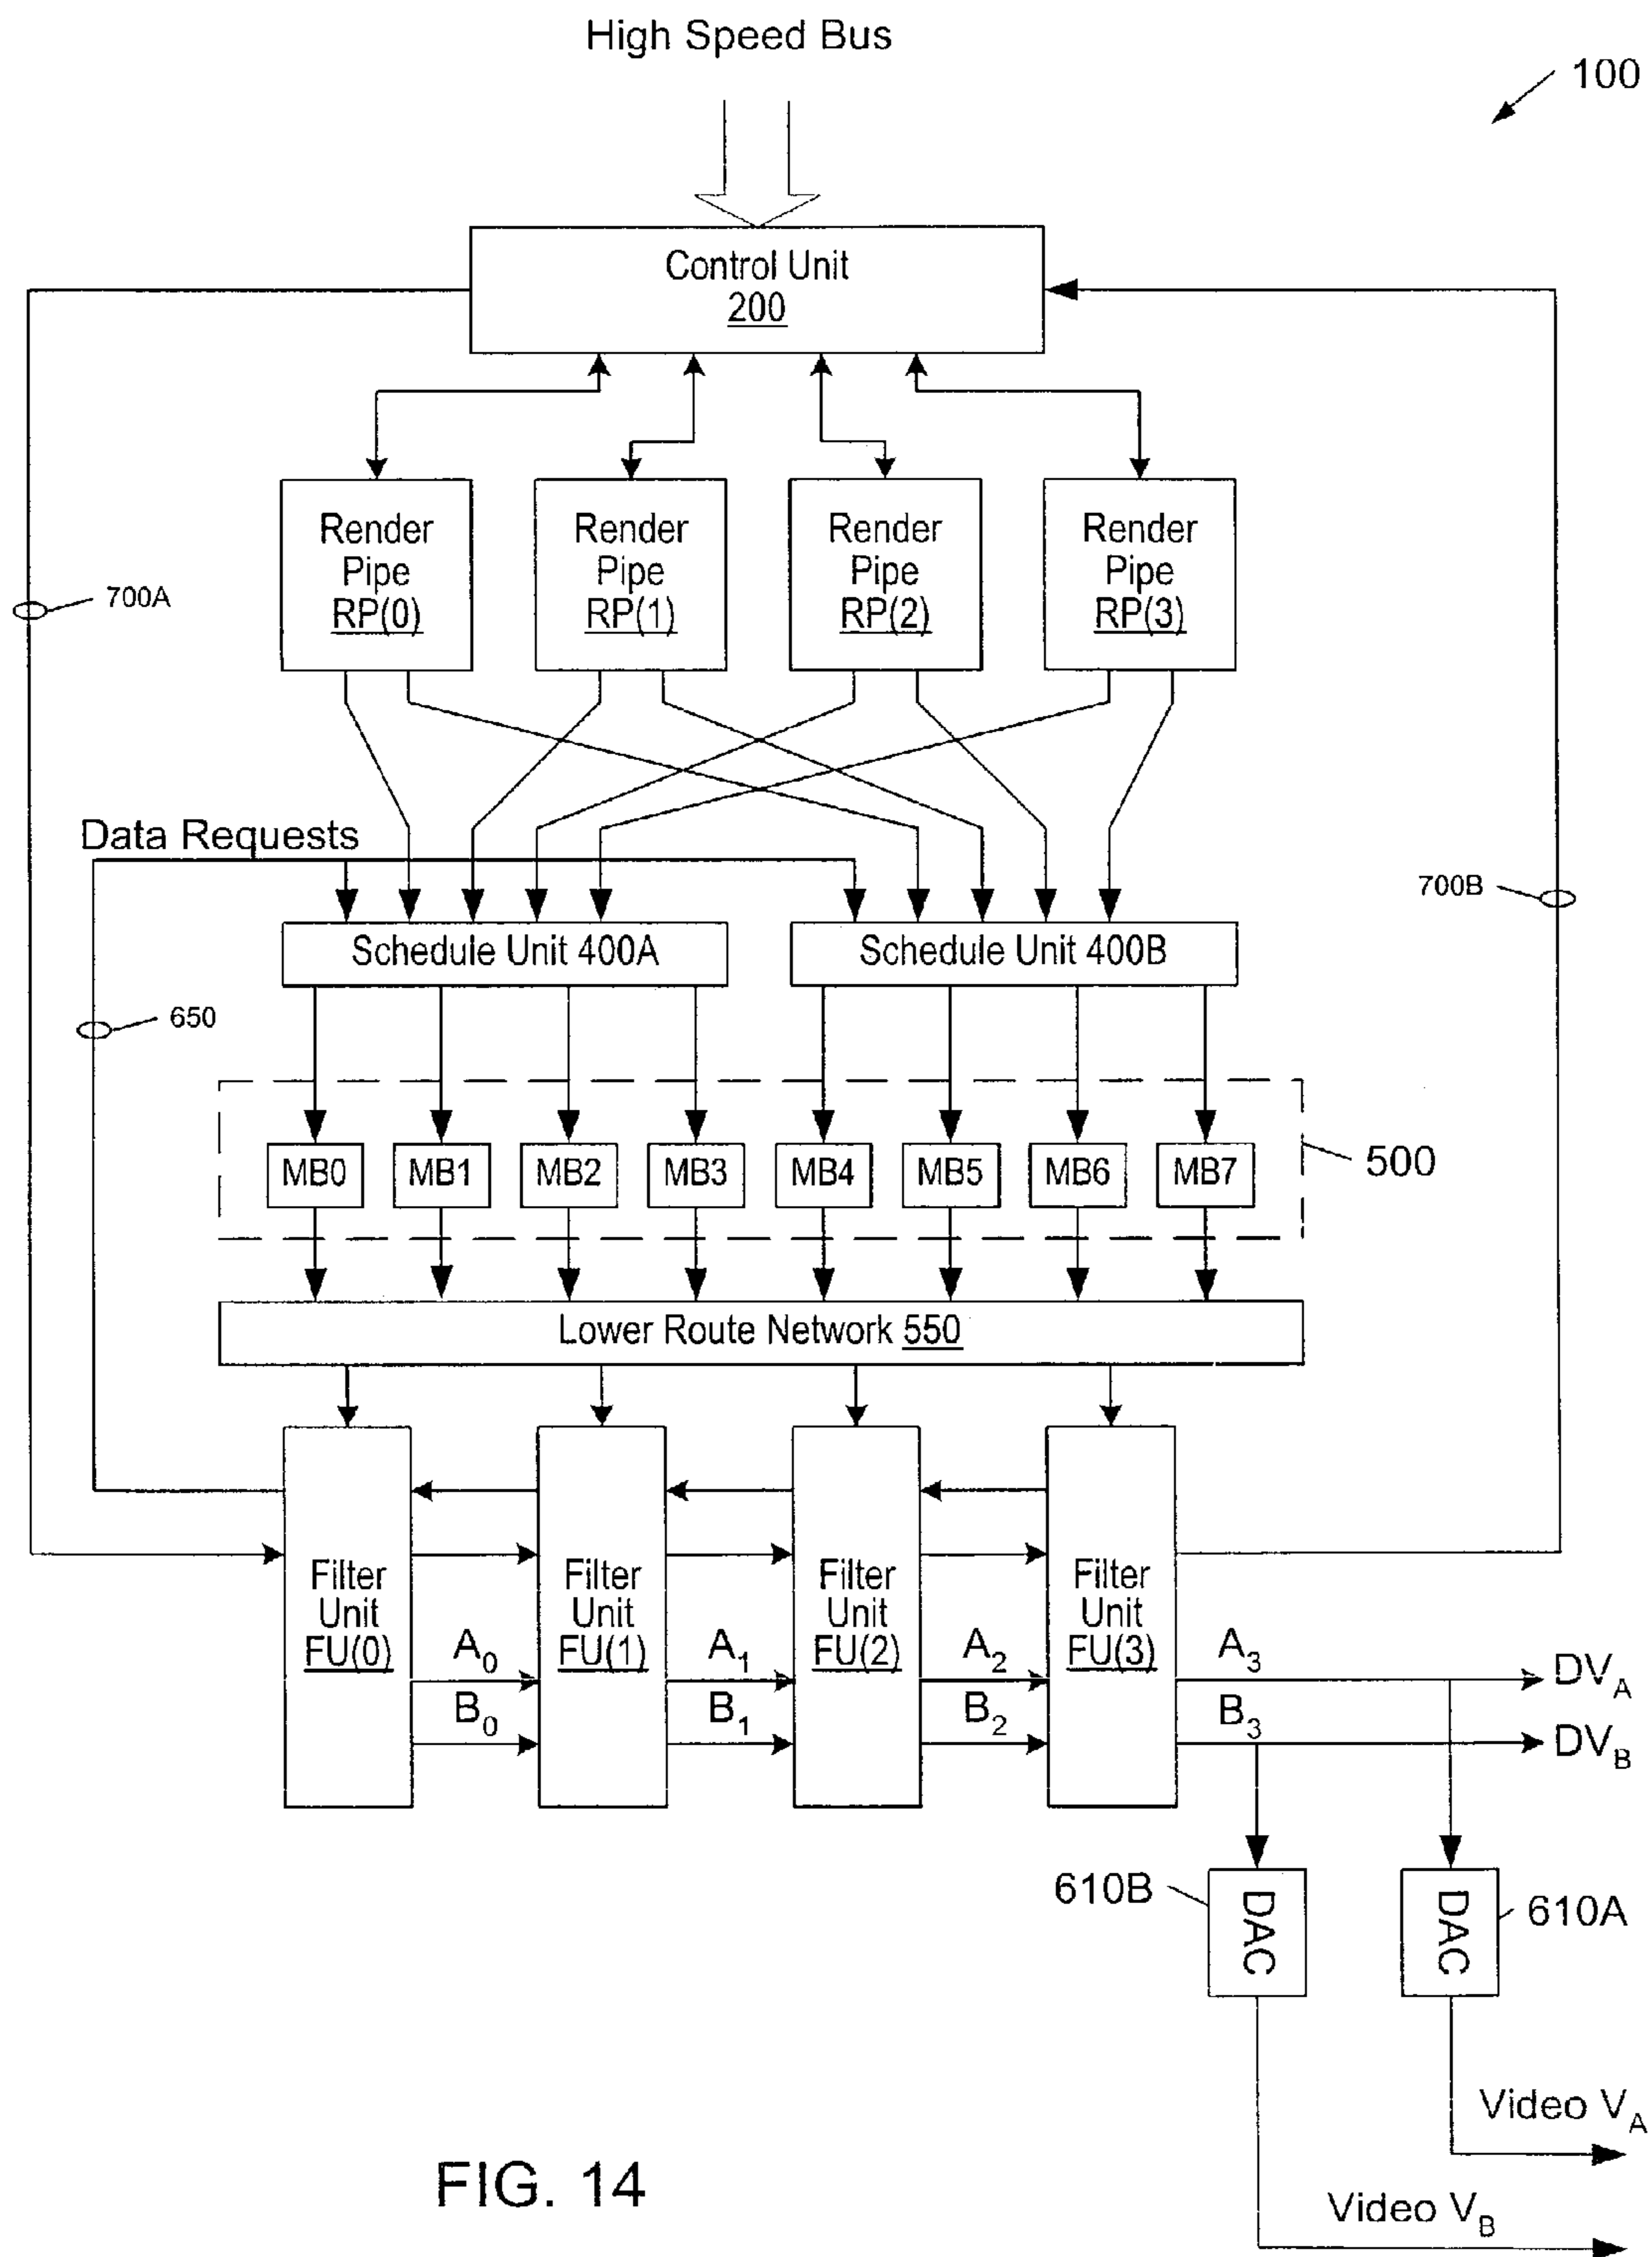 High Speed Bus
100
Control Unit
200
Render
Pipe
RP(0)
Render
Pipe
RP(1)
Render
Pipe
RP(2)
Render
Pipe
RP(3)
700A
Data Requests
700B
Schedule Unit 400A
Schedule Unit 400B
650
MB0
MB1
MB2
MB3
MB4
MB5
MB6
MB7
500
Lower Route Network 550
Filter
Unit
FU(0)
Filter
Unit
FU(1)
Filter
Unit
FU(2)
Filter
Unit
FU(3)
A0
A1
A2
A3
DVA
B0
B1
B2
B3
DVB
610B
DAC
DAC
610A
Video VA
FIG. 14
Video VB